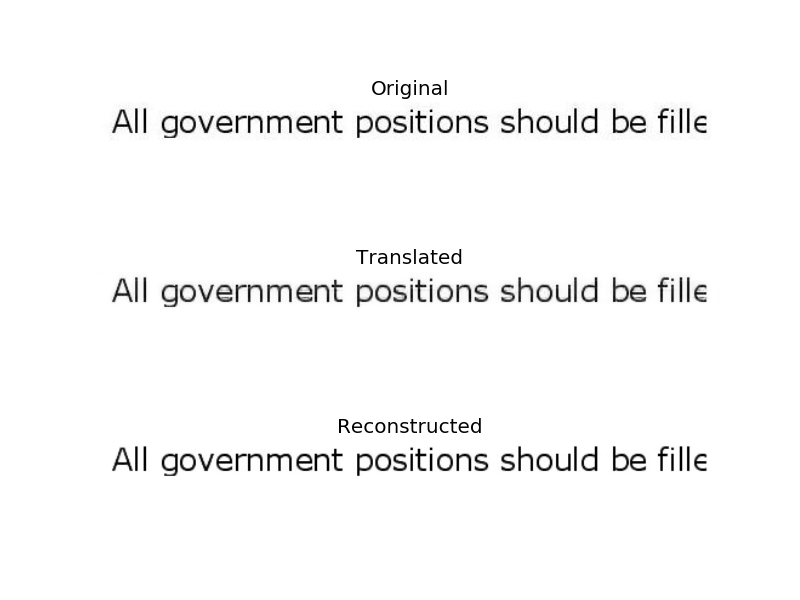 Original
All government positions should be fille
Translated
All government positions should be fille
Reconstructed
All government positions should be fille